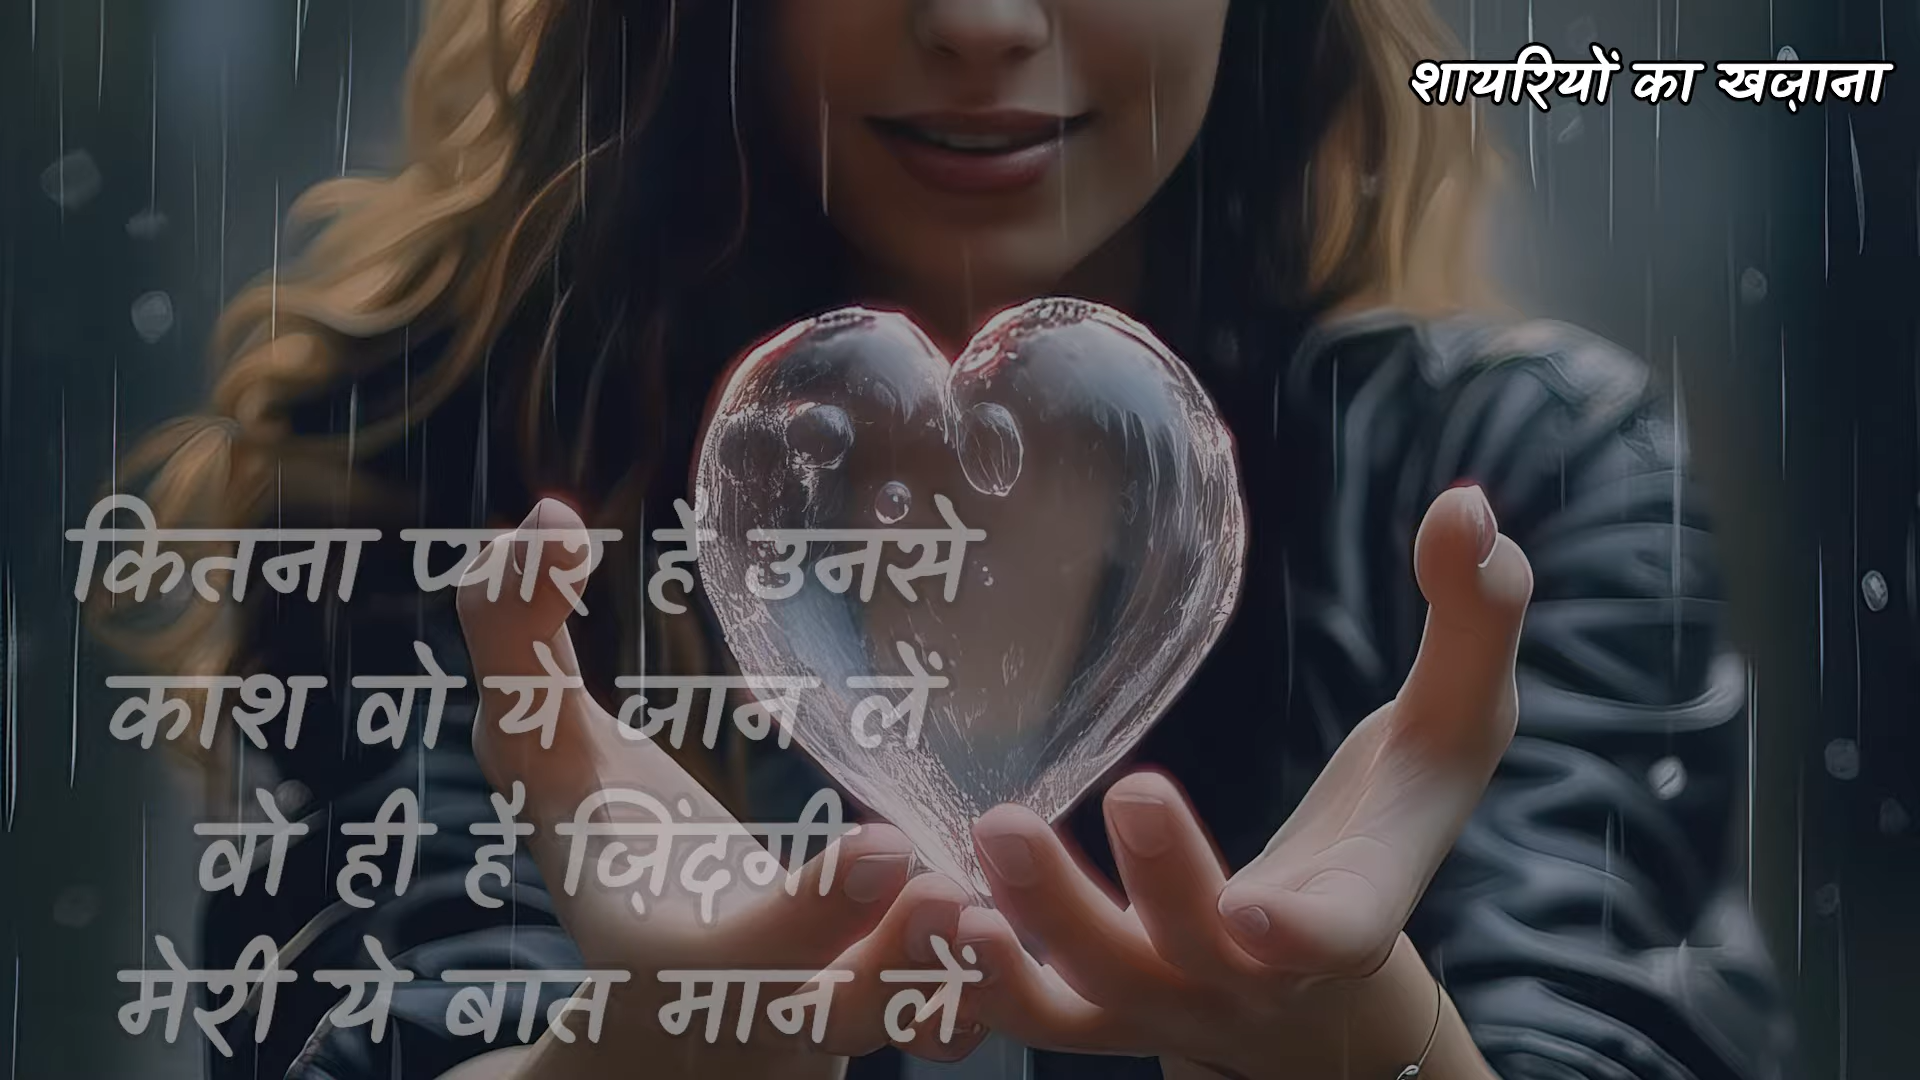 शायरियों का खज़ाना
कितना प्यार है उनसे
काश वो ये जान लें
वो ही है ज़िंदगी
मेरी ये बात मान लें